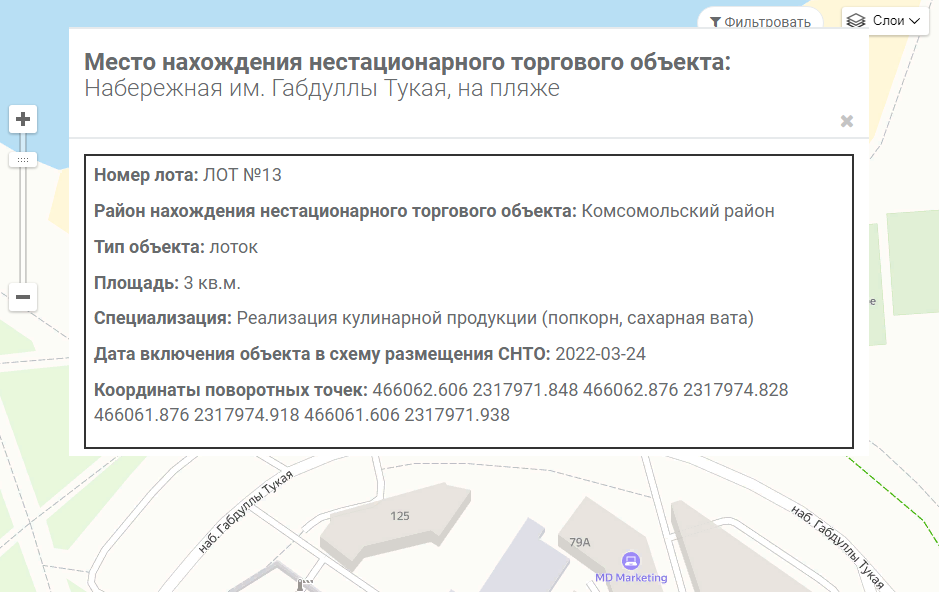 Фильтровать
Слои
Место нахождения нестационарного торгового объекта:
Набережная им. Габдуллы Тукая, на пляже
Номер лота: ЛОТ №13
Район нахождения нестационарного торгового объекта: Комсомольский район
Тип объекта: лоток
Площадь: 3 кв.м.
Специализация: Реализация кулинарной продукции (попкорн, сахарная вата)
Дата включения объекта в схему размещения СНТО: 2022-03-24
Координаты поворотных точек: 466062.606 2317971.848 466062.876 2317974.828
466061.876 2317974.918 466061.606 2317971.938
наб. Габдуллы Тукая
125
79А
MD Marketing
наб. Габдуллы Тукая